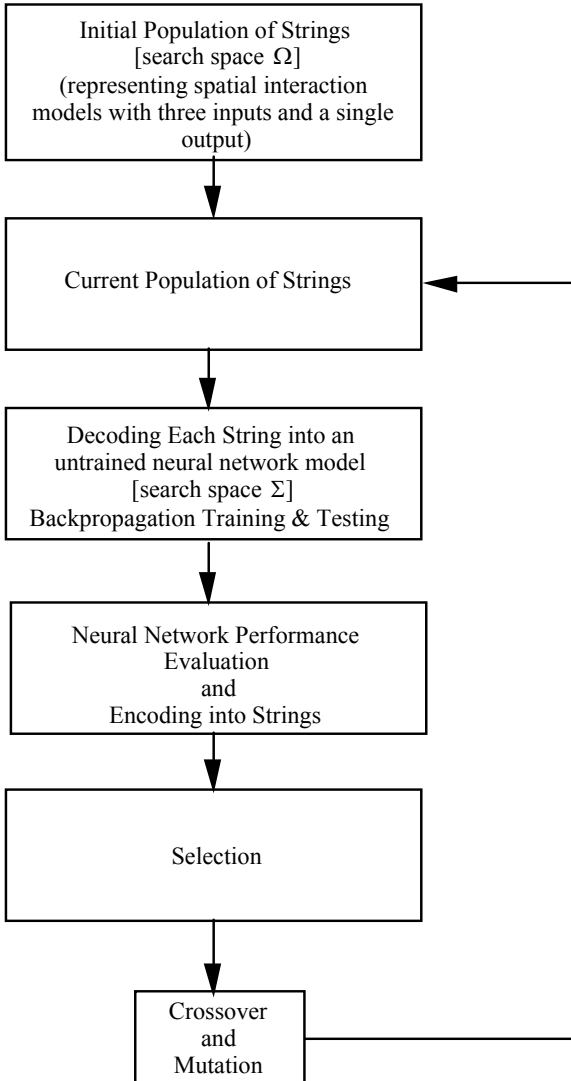 Initial Population of Strings
[search space Ω]
(representing spatial interaction
models with three inputs and a single
output)
Current Population of Strings
Decoding Each String into an
untrained neural network model
[search space Σ]
Backpropagation Training & Testing
Neural Network Performance
Evaluation
and
Encoding into Strings
Selection
Crossover
and
Mutation